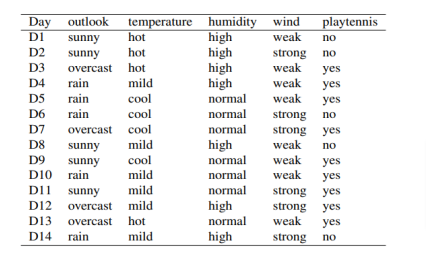 Day outlook temperature humidity wind playtennis
D1 sunny hot high weak no
D2 sunny hot high strong no
D3 overcast hot high weak yes
D4 rain mild high weak yes
D5 rain cool normal weak yes
D6 rain cool normal strong no
D7 overcast cool normal strong yes
D8 sunny mild high weak no
D9 sunny cool normal weak yes
D10 rain mild normal weak yes
D11 sunny mild normal strong yes
D12 overcast mild high strong yes
D13 overcast hot normal weak yes
D14 rain mild high strong no